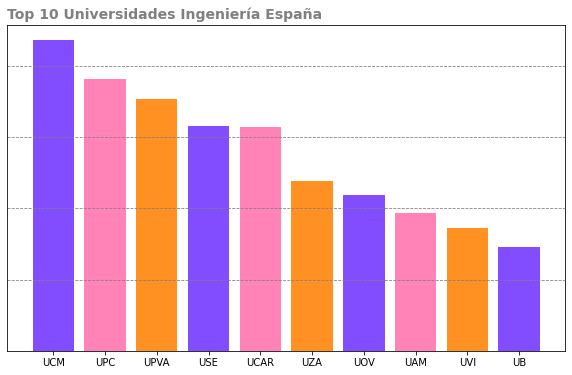 Top 10 Universidades Ingeniería España
UCM UPC UPVA USE UCAR UZA UOV UAM UVI UB